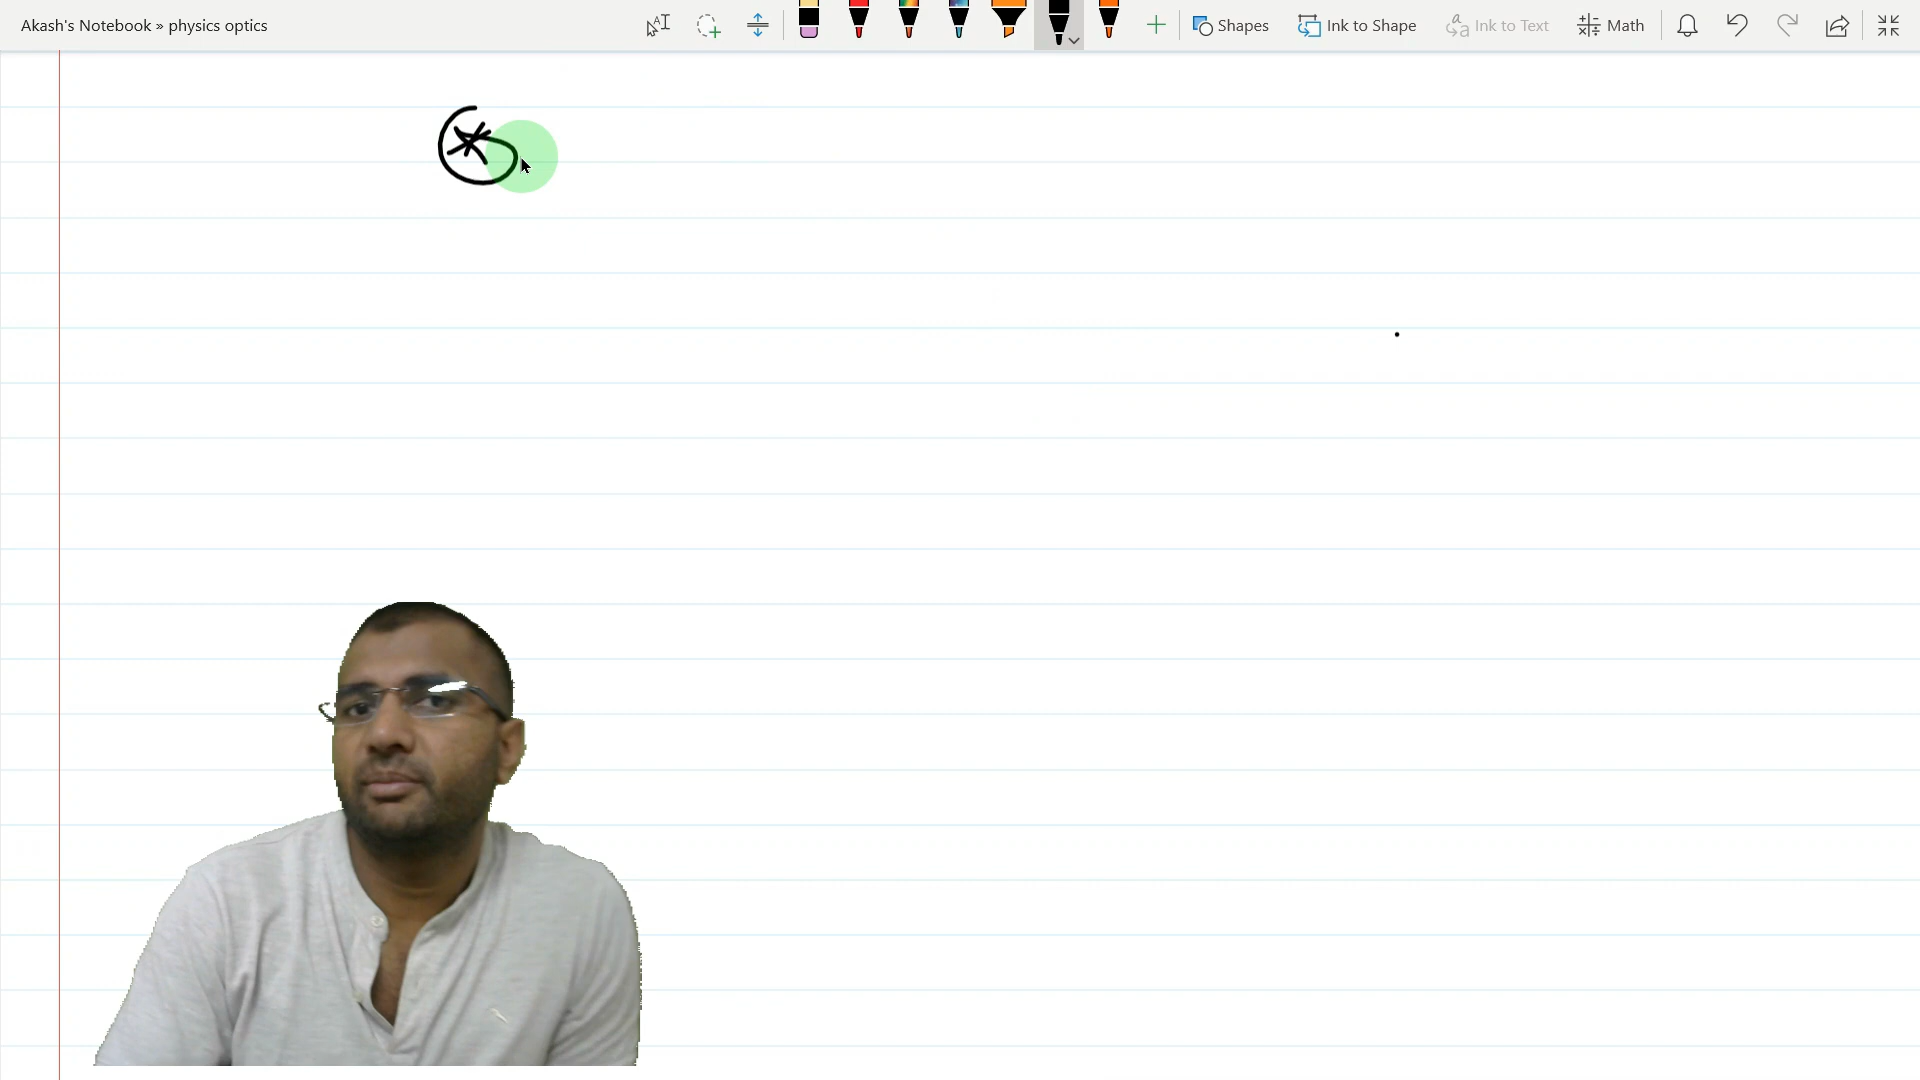 Akash's Notebook » physics optics
Shapes
Ink to Shape
Ink to Text
Math